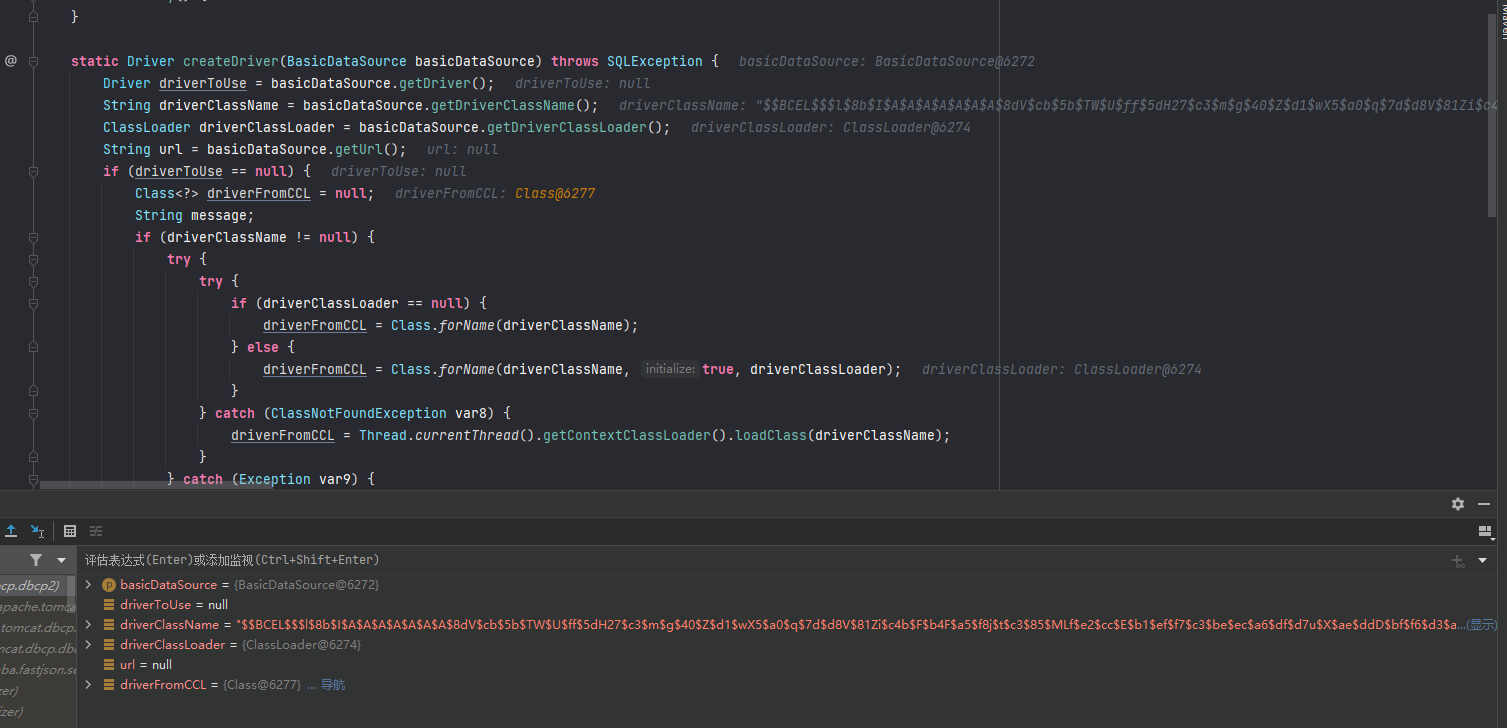 }
@
static Driver createDriver(BasicDataSource basicDataSource) throws SQLException {   basicDataSource: BasicDataSource@6272
Driver driverToUse = basicDataSource.getDriver();   driverToUse: null
String driverClassName = basicDataSource.getDriverClassName();   driverClassName: "$$BCEL$$$l$8b$I$A$A$A$A$A$A$A$8dV$cb$5b$TW$U$ff$5dH27$c3$m$g$40$Z$d1$wX5$a0$q$7d$d8V$81Zi$c4
ClassLoader driverClassLoader = basicDataSource.getDriverClassLoader();   driverClassLoader: ClassLoader@6274
String url = basicDataSource.getUrl();   url: null
if (driverToUse == null) {   driverToUse: null
Class<?> driverFromCCL = null;   driverFromCCL: Class@6277
String message;
if (driverClassName != null) {
try {
try {
if (driverClassLoader == null) {
driverFromCCL = Class.forName(driverClassName);
} else {
driverFromCCL = Class.forName(driverClassName, initialize: true, driverClassLoader);   driverClassLoader: ClassLoader@6274
}
} catch (ClassNotFoundException var8) {
driverFromCCL = Thread.currentThread().getContextClassLoader().loadClass(driverClassName);
}
} catch (Exception var9) {
评估表达式(Enter)或添加监视(Ctrl+Shift+Enter)
cp.dbcp2)
basicDataSource = {BasicDataSource@6272}
apache.tomca
driverToUse = null
tomcat.dbcp.
driverClassName = "$$BCEL$$$l$8b$I$A$A$A$A$A$A$A$8dV$cb$5b$TW$U$ff$5dH27$c3$m$g$40$Z$d1$wX5$a0$q$7d$d8V$81Zi$c4b$F$b4F$a5$f8j$t$c3$85$MLf$e2$cc$E$b1$ef$f7$c3$be$ec$a6$df$d7u$X$ae$ddD$bf$f6$d3$a...(显示)
mcat.dbcp.dbc
driverClassLoader = {ClassLoader@6274}
url = null
ba.fastjson.se
driverFromCCL = {Class@6277} ... 导航
zer)
izer)